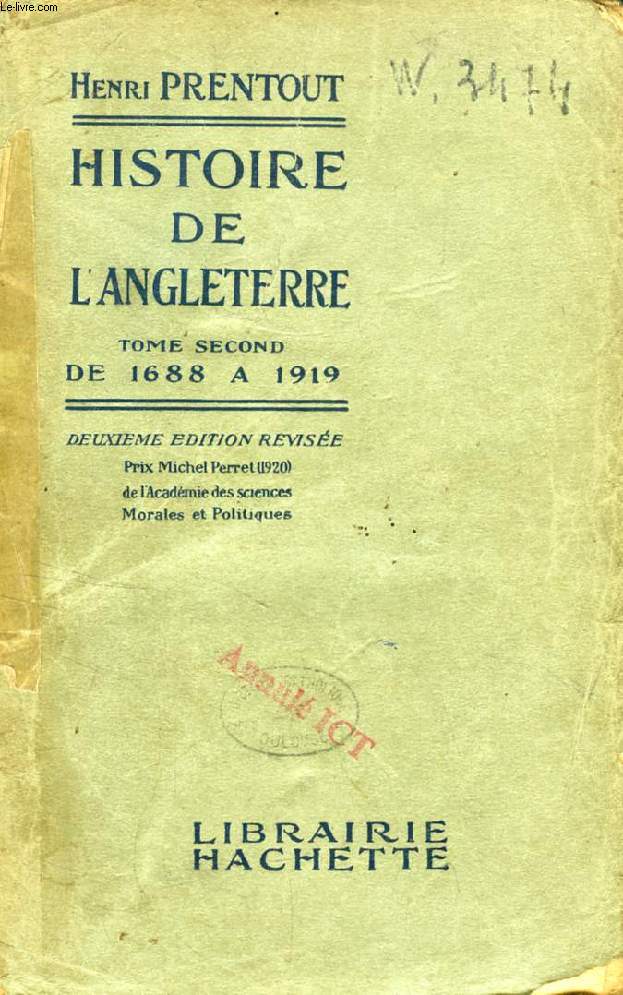 Le-livre.com
HENRI PRENTOUT
W. 3474
HISTOIRE
DE
L'ANGLETERRE
TOME SECOND
DE 1688 A 1919
DEUXIEME EDITION REVISÉE
Prix Michel Perret (1920)
de l'Académie des sciences
Morales et Politiques
Annulé ICT
LIBRAIRIE
HACHETTE